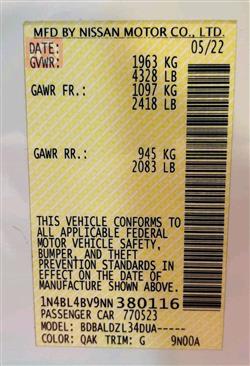 MFD BY NISSAN MOTOR CO., LTD.
DATE: 05/22
GVWR: 1963 KG
4328 LB
GAWR FR.: 1097 KG
2418 LB
GAWR RR.: 945 KG
2083 LB
THIS VEHICLE CONFORMS TO
ALL APPLICABLE FEDERAL
MOTOR VEHICLE SAFETY,
BUMPER, AND THEFT
PREVENTION STANDARDS IN
EFFECT ON THE DATE OF
MANUFACTURE SHOWN ABOVE.
1N4BL4BV9NN380116
PASSENGER CAR 770523
MODEL: BDBALDZL34DUA-----
COLOR: QAK TRIM: G 9N00A